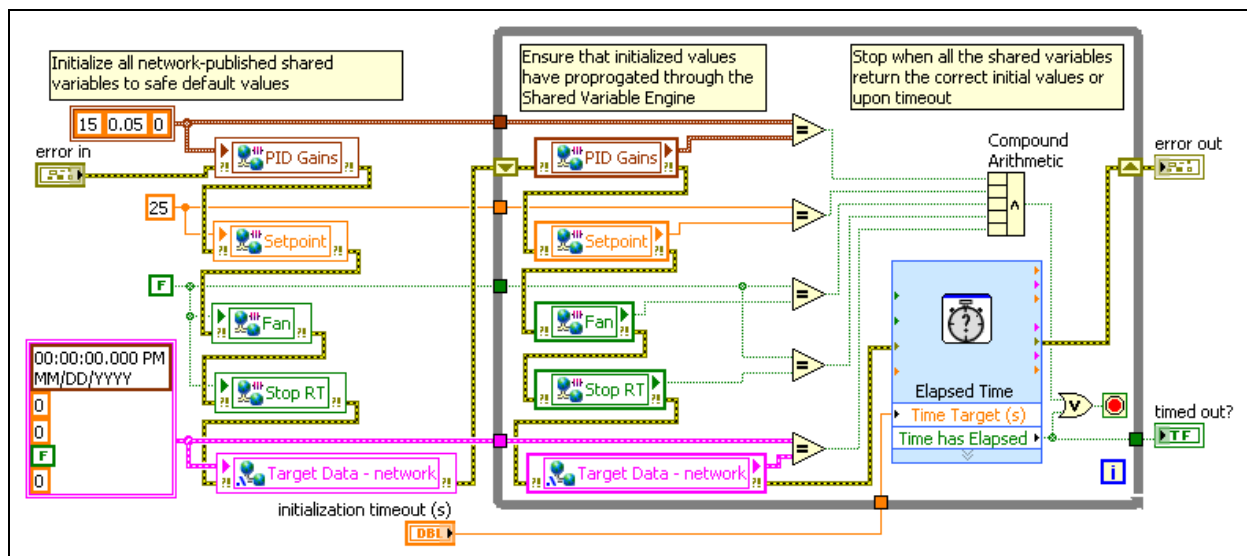 Initialize all network-published shared
variables to safe default values
Ensure that initialized values
have proprogated through the
Shared Variable Engine
Stop when all the shared variables
return the correct initial values or
upon timeout
15 0.05 0
error in
PID Gains
PID Gains
Compound
Arithmetic
error out
25
Setpoint
Setpoint
F
Fan
Fan
00:00:00.000 PM
MM/DD/YYYY
0
0
F
0
Stop RT
Stop RT
Elapsed Time
Time Target (s)
Time has Elapsed
timed out?
TF
Target Data - network
Target Data - network
i
initialization timeout (s)
DBL